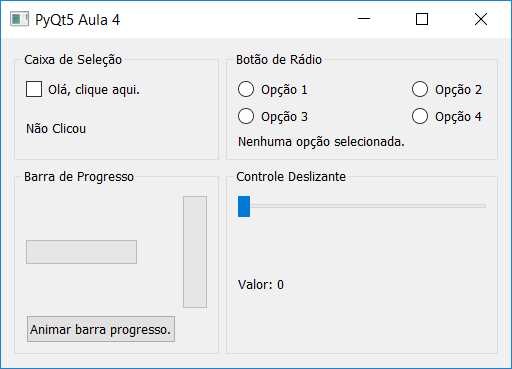 PyQt5 Aula 4
Caixa de Seleção
Olá, clique aqui.
Não Clicou
Botão de Rádio
Opção 1
Opção 2
Opção 3
Opção 4
Nenhuma opção selecionada.
Barra de Progresso
Animar barra progresso.
Controle Deslizante
Valor: 0